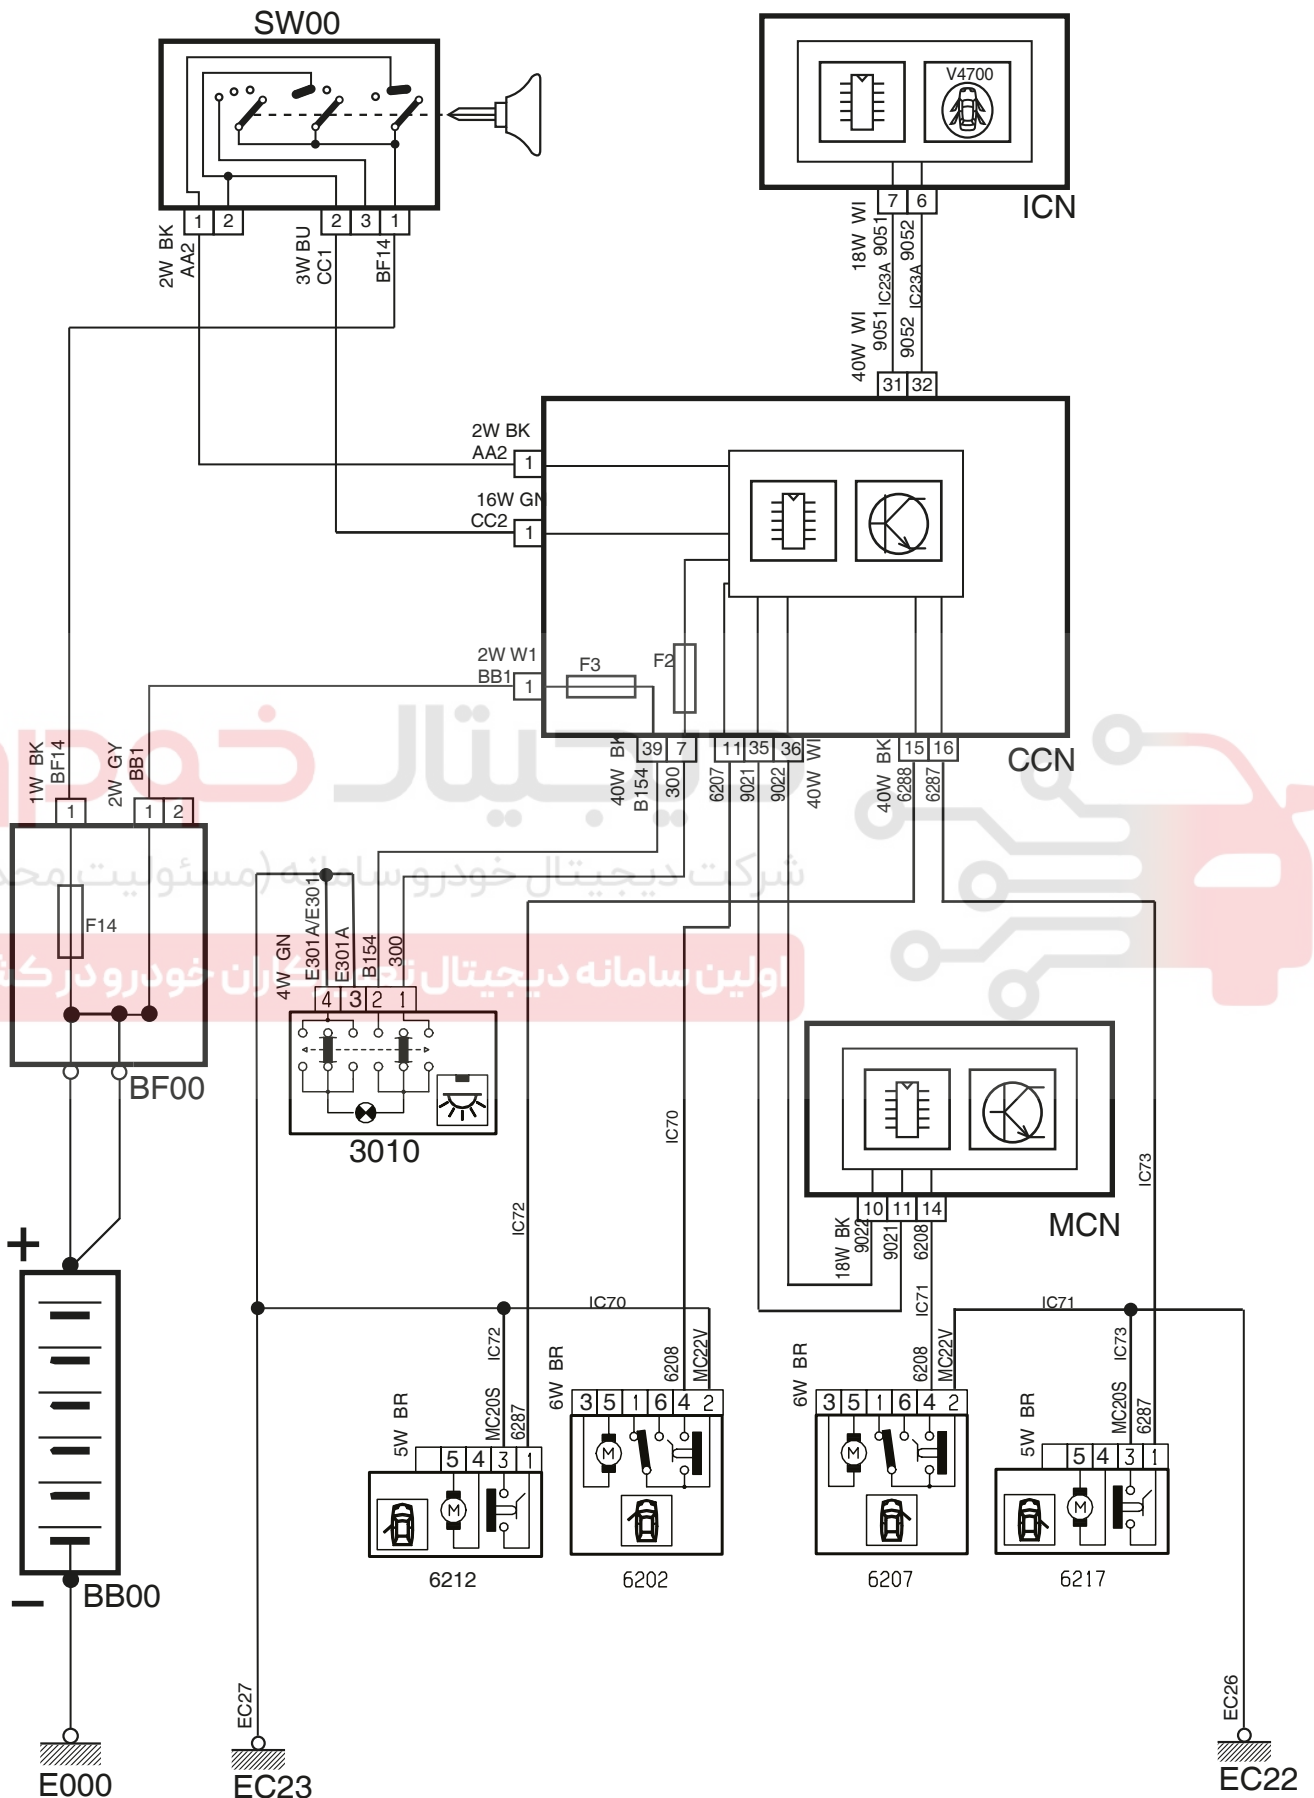 SW00
V4700
ICN
1 2 2 3 1
7 6
2W BK
AA2
3W BU
CC1
BF14
18W WI
9051
9052
IC23A
IC23A
40W WI
9051
9052
31 32
2W BK
AA2
1
16W GN
CC2
1
2W W1
BB1
1
F3
F2
CCN
39 7 11 35 36 15 16
40W BK
B154
300
6207
9021
9022
40W WI
40W BK
6288
6287
دیجیتال خودرو
شرکت دیجیتال خودرو سامانه (مسئولیت
اولین سامانه دیجیتال تعمیرکاران خودرو در
1W BK
BF14
2W GY
BB1
1 1 2
F14
BF00
4W GN
E301A/E301
E301A
B154
300
4 3 2 1
3010
IC70
IC72
IC73
MCN
10 11 14
18W BK
9022
9021
6208
IC71
+
BB00
−
IC70
IC71
IC72
IC73
5W BR
MC20S
6287
5 4 3 1
M
6212
6W BR
6208
MC22V
3 5 1 6 4 2
M
6202
6W BR
6208
MC22V
3 5 1 6 4 2
M
6207
5W BR
MC20S
6287
5 4 3 1
M
6217
EC27
EC26
E000
EC23
EC22